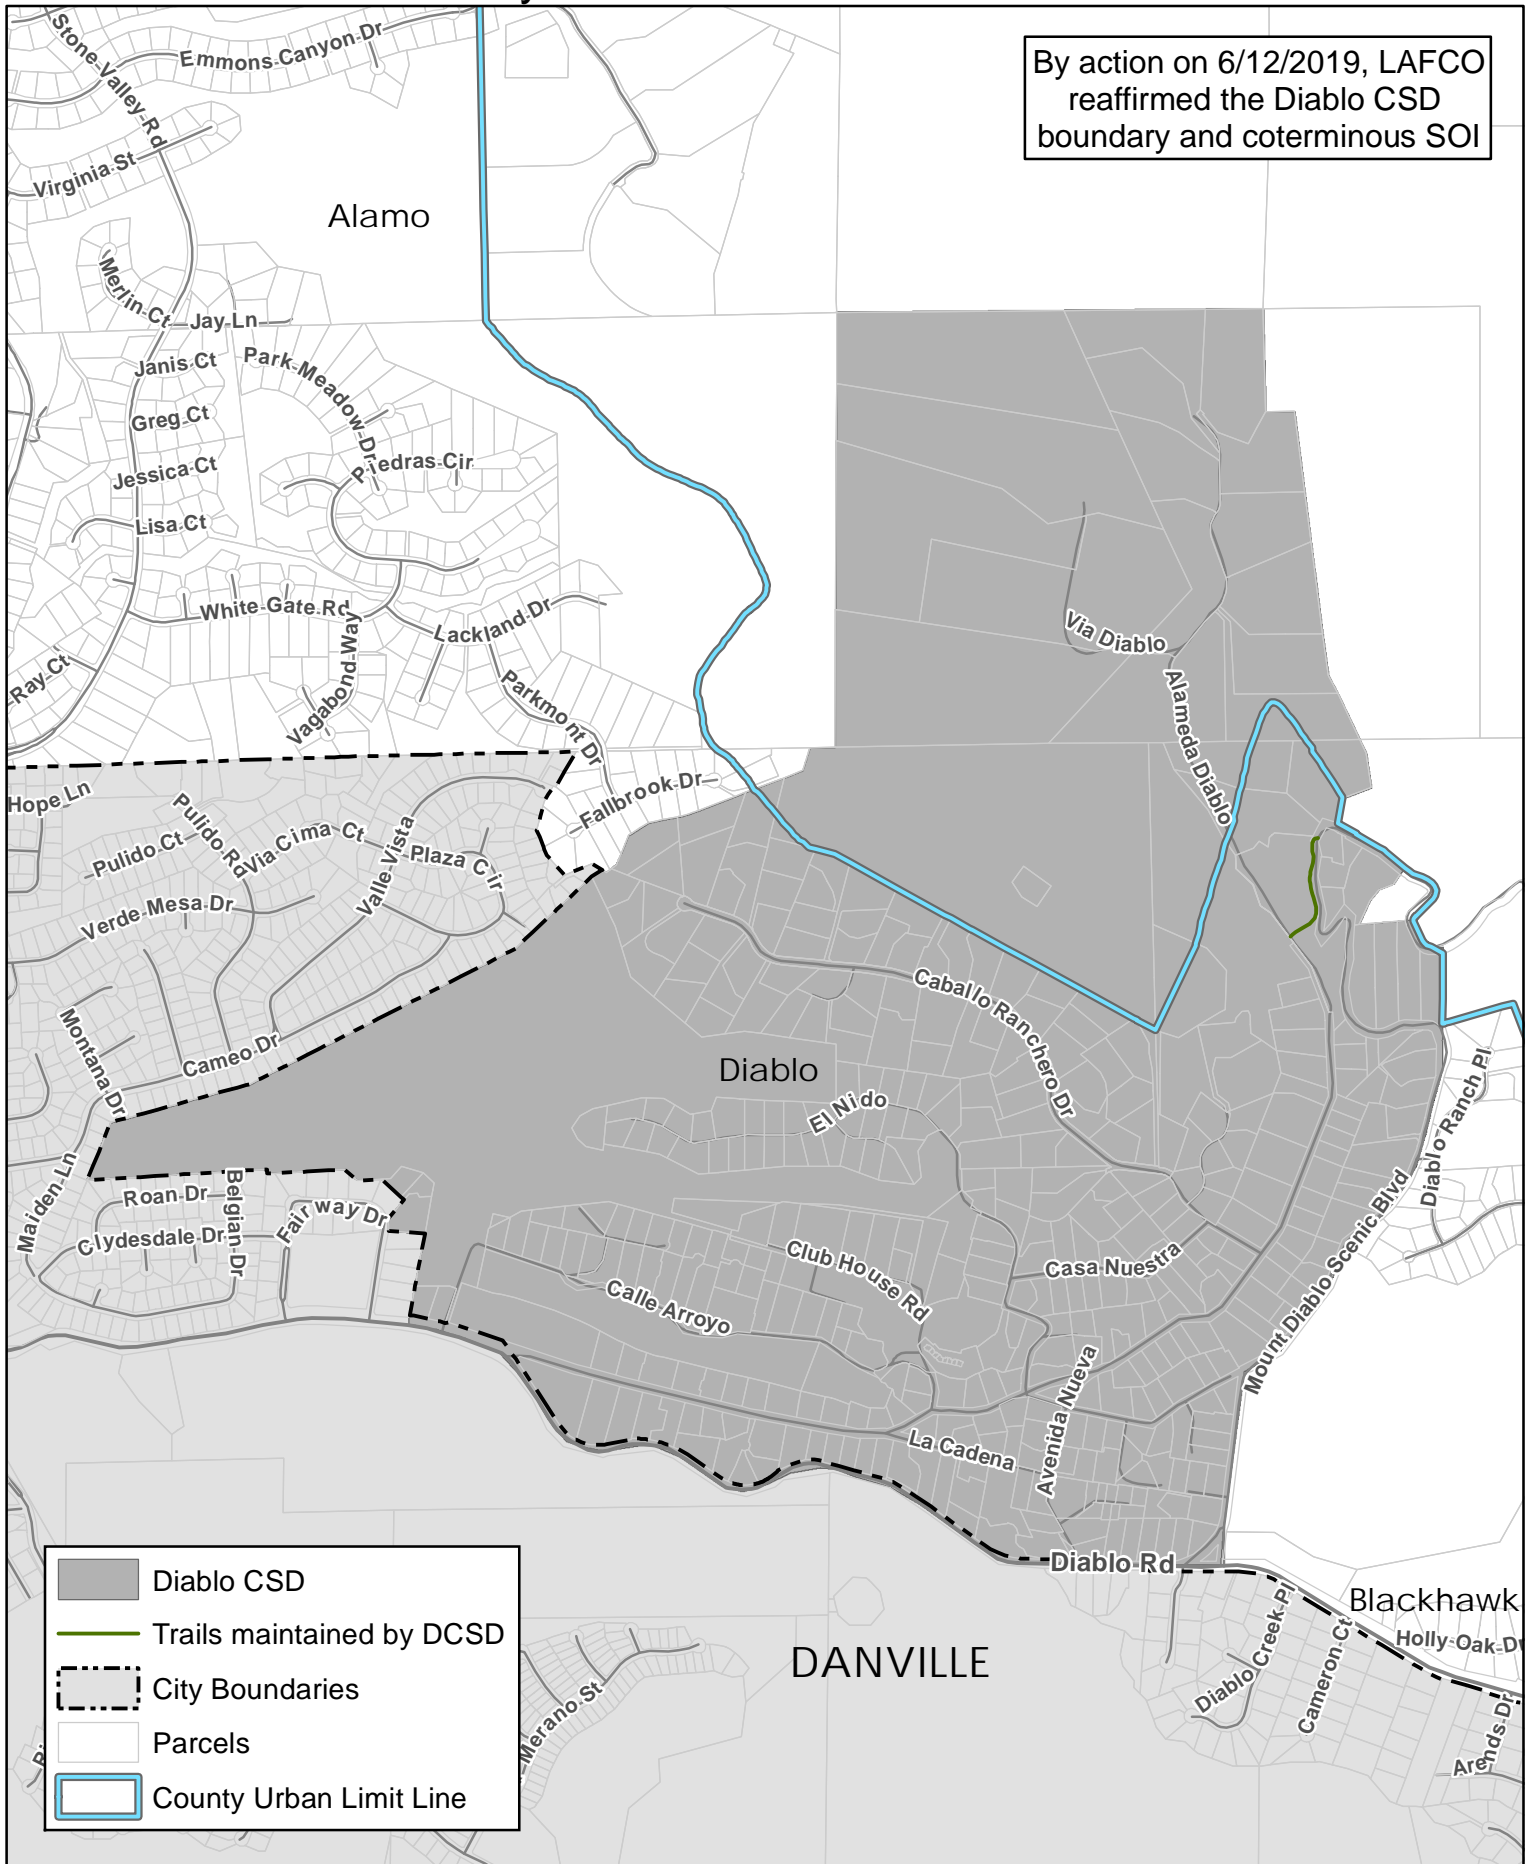 By action on 6/12/2019, LAFCO
reaffirmed the Diablo CSD
boundary and coterminous SOI
Stone Valley Rd
Emmons Canyon Dr
Virginia St
Alamo
Merlin Ct
Jay Ln
Janis Ct
Park Meadow Dr
Greg Ct
Piedras Cir
Jessica Ct
Lisa Ct
White Gate Rd
Lackland Dr
Via Diablo
Ray Ct
Vagabond Way
Parkmont Dr
Alameda Diablo
Hope Ln
Fallbrook Dr
Pulido Rd
Pulido Ct
Via Cima Ct
Valle Vista
Plaza Cir
Verde Mesa Dr
Caballo Ranchero Dr
Montana Dr
Cameo Dr
Diablo
El Nido
Diablo Ranch Pl
Maiden Ln
Roan Dr
Belgian Dr
Fairway Dr
Clydesdale Dr
Mount Diablo Scenic Blvd
Club House Rd
Casa Nuestra
Calle Arroyo
Avenida Nueva
La Cadena
Diablo Rd
Blackhawk
Holly Oak Dr
Diablo Creek Pl
Cameron Ct
DANVILLE
Merano St
Arends Dr
Diablo CSD
Trails maintained by DCSD
City Boundaries
Parcels
County Urban Limit Line